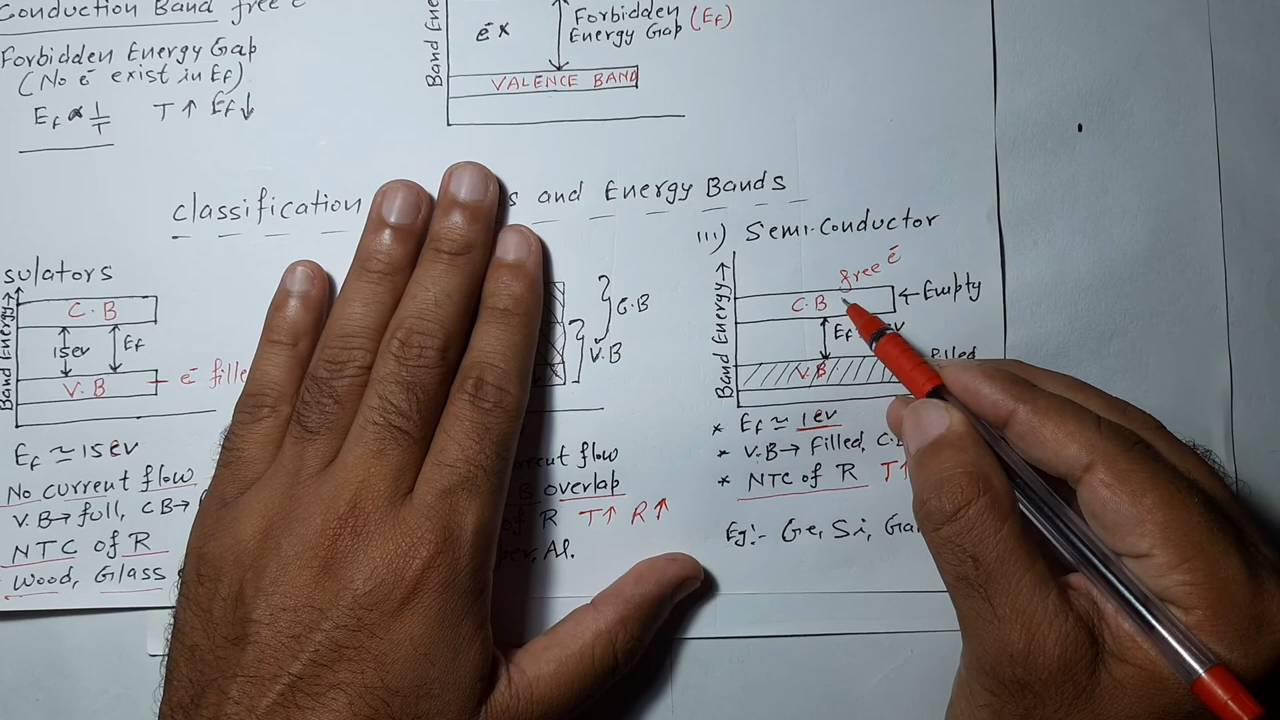 Conduction Band free e
Forbidden Energy Gap
(No e⁻ exist in EF)
EF ∝ 1/T T↑ EF↓
Band Ene
e⁻ x
Forbidden
Energy Gap (EF)
VALENCE BAND
classification
s and Energy Bands
sulators
Band Energy→
C.B
15ev
EF
V.B
e⁻ fille
EF ≃ 15ev
No current flow
V.B→ full, CB→
NTC of R
Wood, Glass
C.B
V.B
flow
B overlap
R T↑ R↑
Al.
iii) Semi-Conductor
Band Energy→
free e⁻
C.B
← Empty
EF
V
V.B
Filled
* EF ≃ 1ev
* V.B→ Filled, C.
* NTC of R T↑
Eg:- Ge, Si, Ga